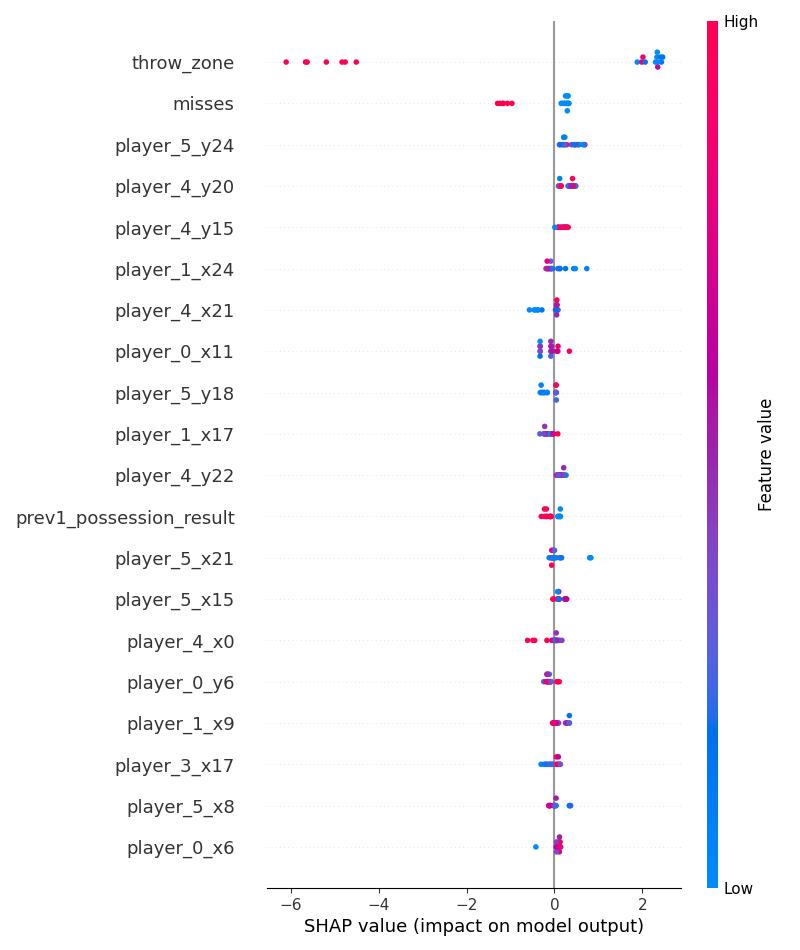 High
throw_zone
misses
player_5_y24
player_4_y20
player_4_y15
player_1_x24
player_4_x21
player_0_x11
player_5_y18
player_1_x17
player_4_y22
prev1_possession_result
player_5_x21
player_5_x15
player_4_x0
player_0_y6
player_1_x9
player_3_x17
player_5_x8
player_0_x6
Feature value
Low
−6 −4 −2 0 2
SHAP value (impact on model output)